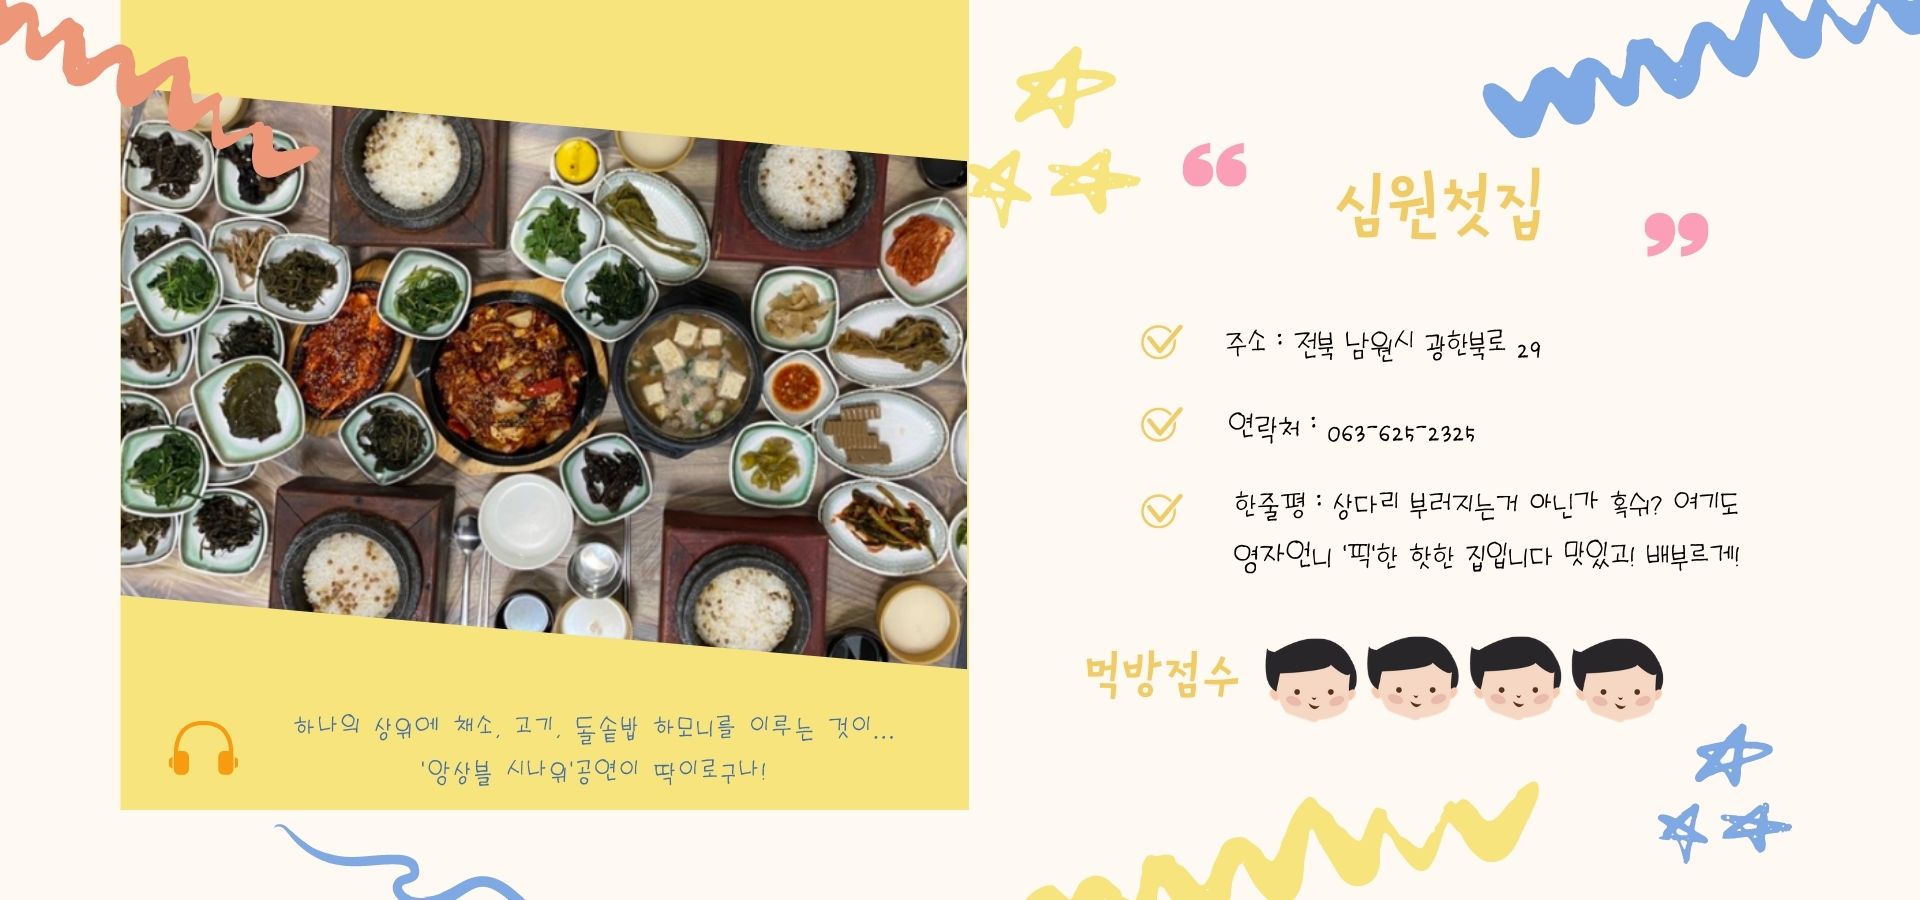 하나의 상위에 채소, 고기, 돌솥밥 하모니를 이루는 것이...
'앙상블 시나위'공연이 딱이로구나!
“ 심원첫집 ”
주소 : 전북 남원시 광한북로 29
연락처 : 063-625-2325
한줄평 : 상다리 부러지는거 아닌가 혹쉬? 여기도
영자언니 '픽'한 핫한 집입니다 맛있고! 배부르게!
먹방점수